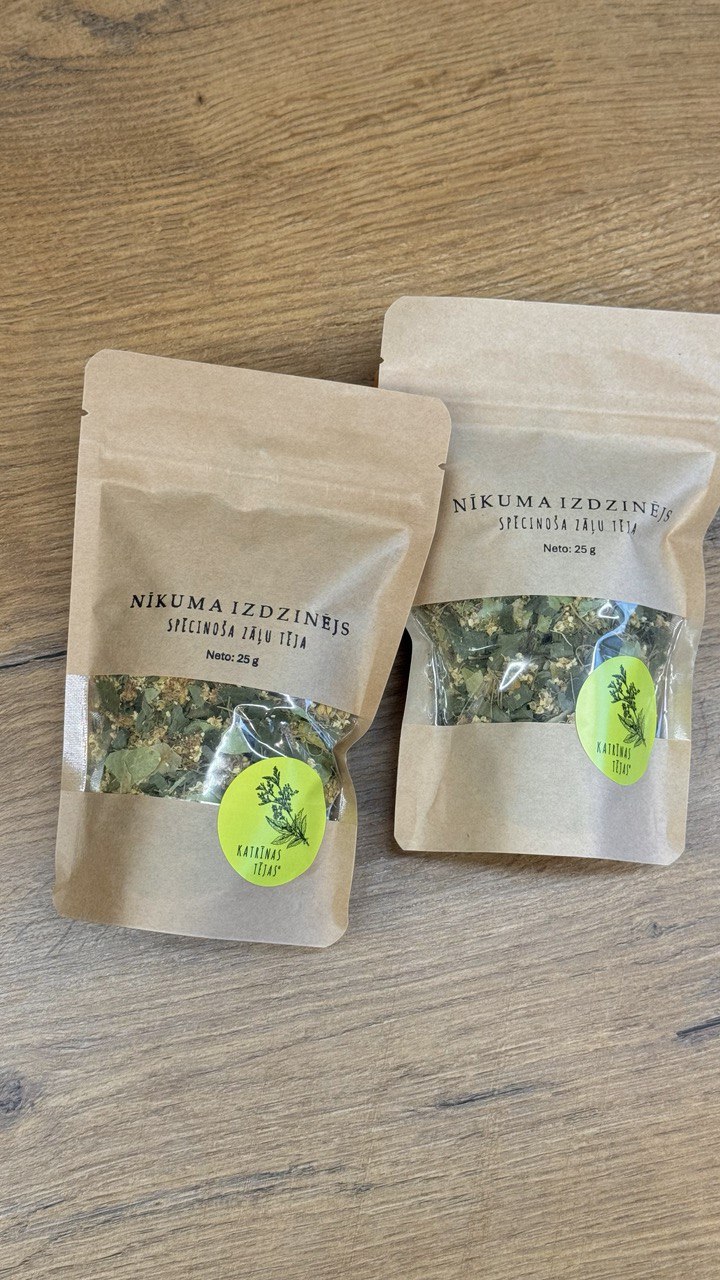 NĪKUMA IZDZINĒJS
SPĒCINOŠA ZĀĻU TĒJA
Neto: 25 g
KATRĪNAS
TĒJAS®
NĪKUMA IZDZINĒJS
SPĒCINOŠA ZĀĻU TĒJA
Neto: 25 g
KATRĪNAS
TĒJAS®